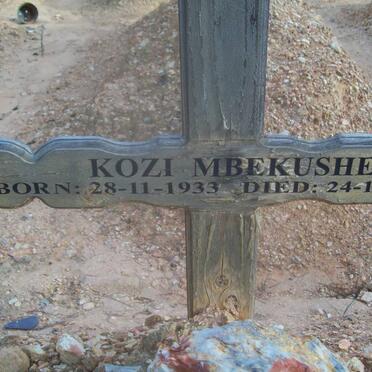 KOZI MBEKUSHE
BORN: 28-11-1933 DIED: 24-1